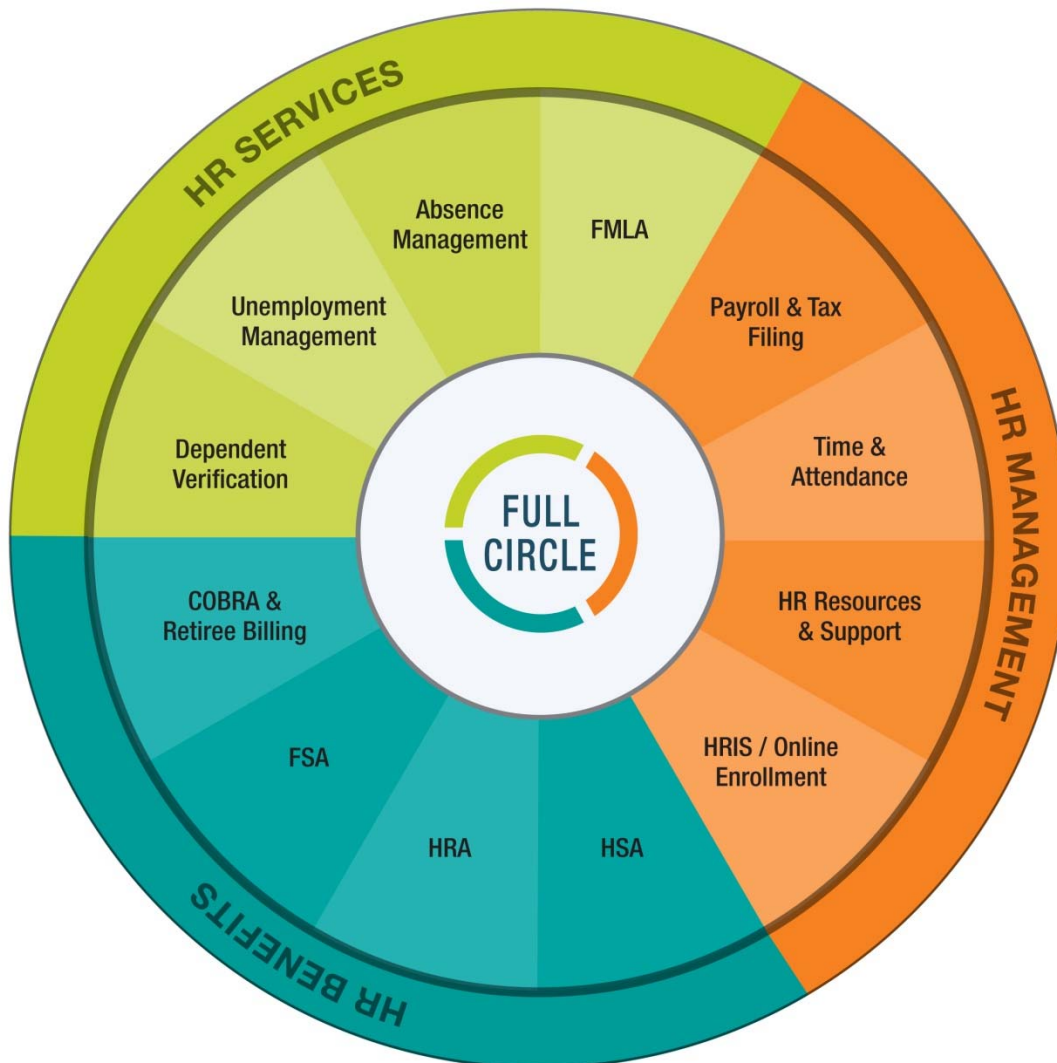 HR SERVICES
Absence
Management
FMLA
Unemployment
Management
Dependent
Verification
HR MANAGEMENT
Payroll & Tax
Filing
Time &
Attendance
HR Resources
& Support
HRIS / Online
Enrollment
FULL
CIRCLE
COBRA &
Retiree Billing
FSA
HRA
HSA
HR BENEFITS